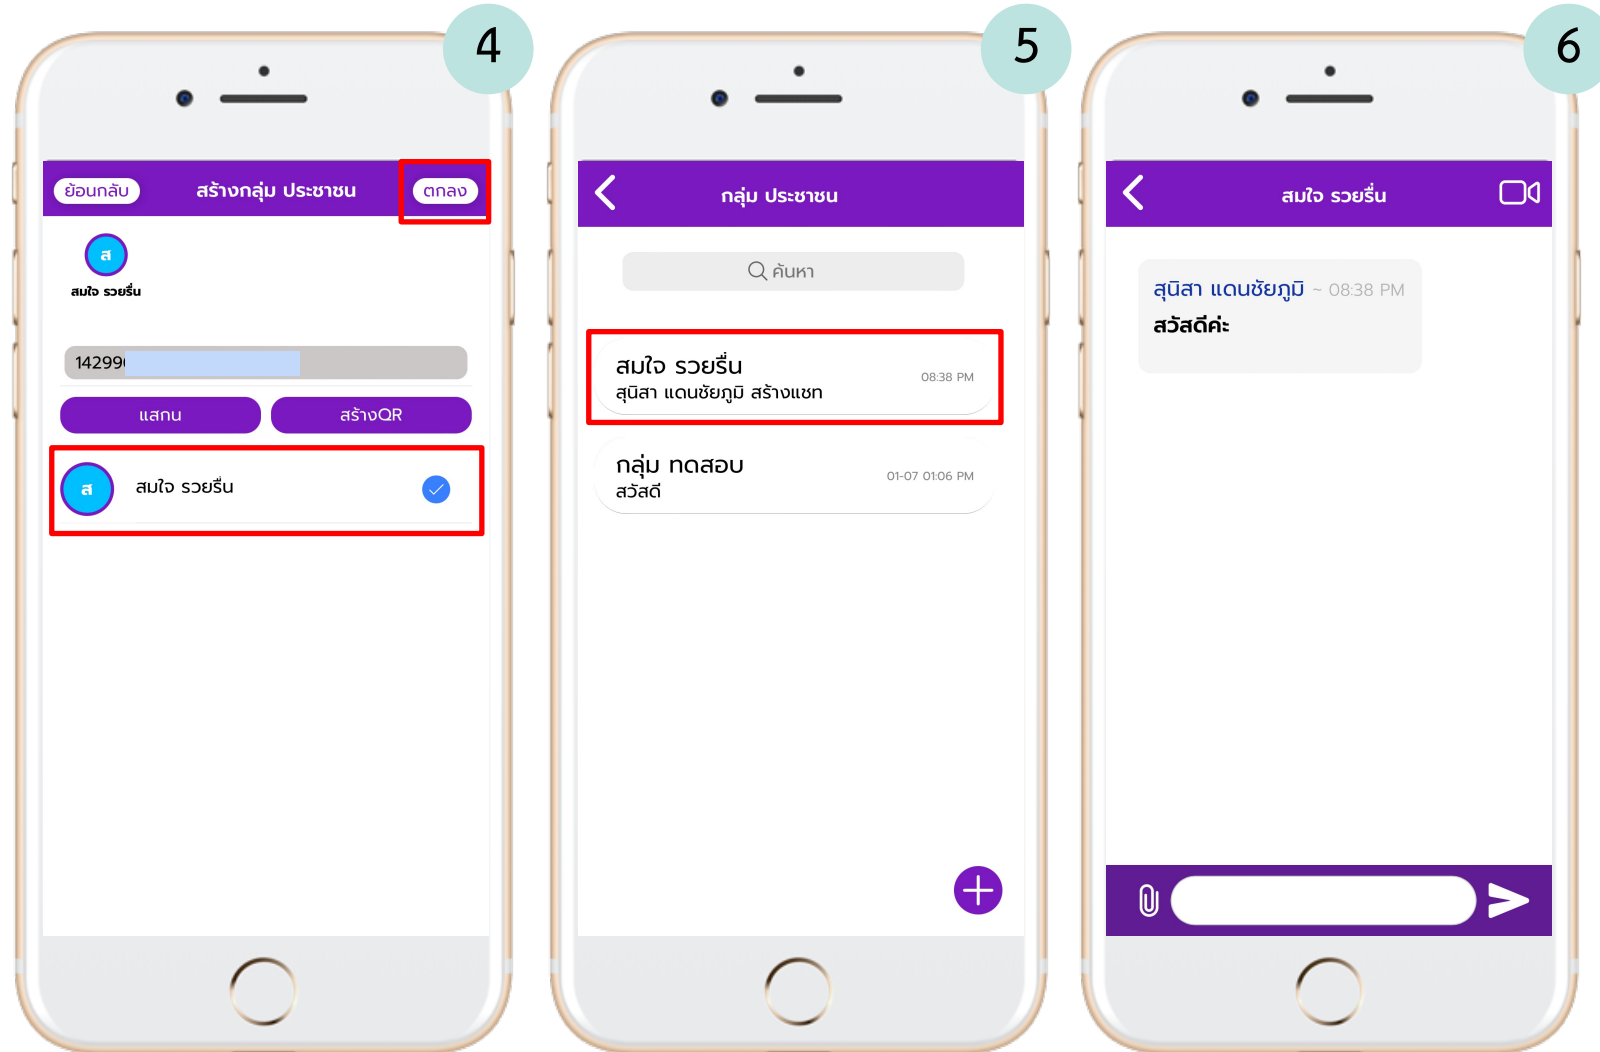 4
ย้อนกลับ
สร้างกลุ่ม ประชาชน
ตกลง
ส
สมใจ รวยรื่น
14299
แสกน
สร้างQR
ส
สมใจ รวยรื่น
5
กลุ่ม ประชาชน
ค้นหา
สมใจ รวยรื่น
08:38 PM
สุนิสา แดนชัยภูมิ สร้างแชท
กลุ่ม ทดสอบ
01-07 01:06 PM
สวัสดี
6
สมใจ รวยรื่น
สุนิสา แดนชัยภูมิ ~ 08:38 PM
สวัสดีค่ะ